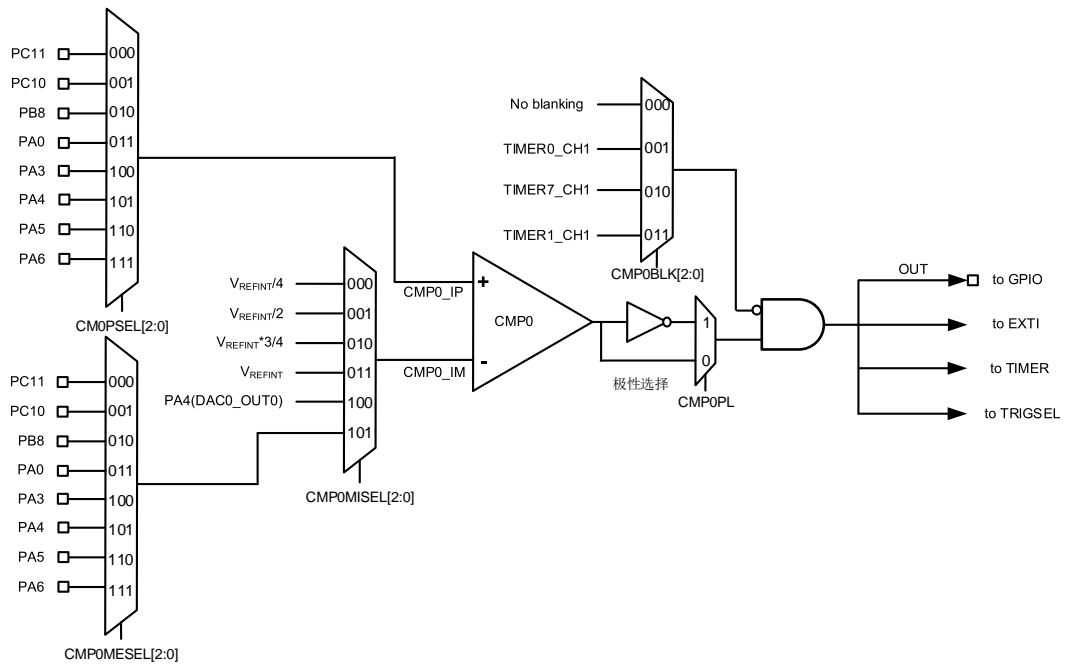 PC11
000
PC10
001
PB8
010
PA0
011
PA3
100
PA4
101
PA5
110
PA6
111
CM0PSEL[2:0]
PC11
000
PC10
001
PB8
010
PA0
011
PA3
100
PA4
101
PA5
110
PA6
111
CMP0MESEL[2:0]
VREFINT/4
000
VREFINT/2
001
VREFINT*3/4
010
VREFINT
011
PA4(DAC0_OUT0)
100
101
CMP0MISEL[2:0]
CMP0_IP
+
CMP0
CMP0_IM
-
No blanking
000
TIMER0_CH1
001
TIMER7_CH1
010
TIMER1_CH1
011
CMP0BLK[2:0]
1
0
极性选择
CMP0PL
OUT
to GPIO
to EXTI
to TIMER
to TRIGSEL